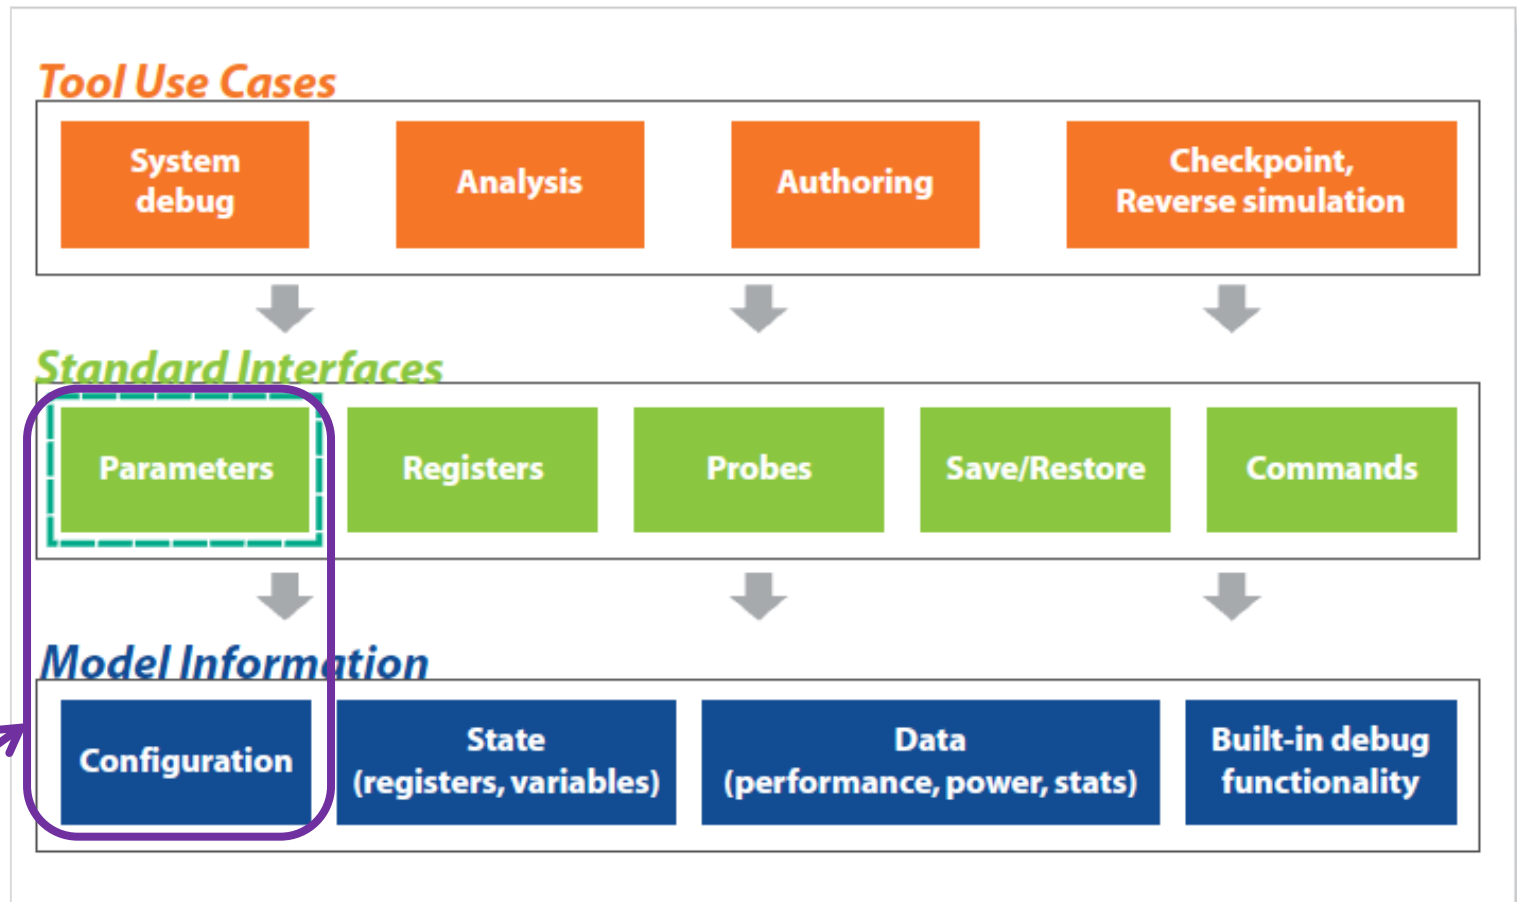 Tool Use Cases
System
debug
Analysis
Authoring
Checkpoint,
Reverse simulation
Standard Interfaces
Parameters
Registers
Probes
Save/Restore
Commands
Model Information
Configuration
State
(registers, variables)
Data
(performance, power, stats)
Built-in debug
functionality